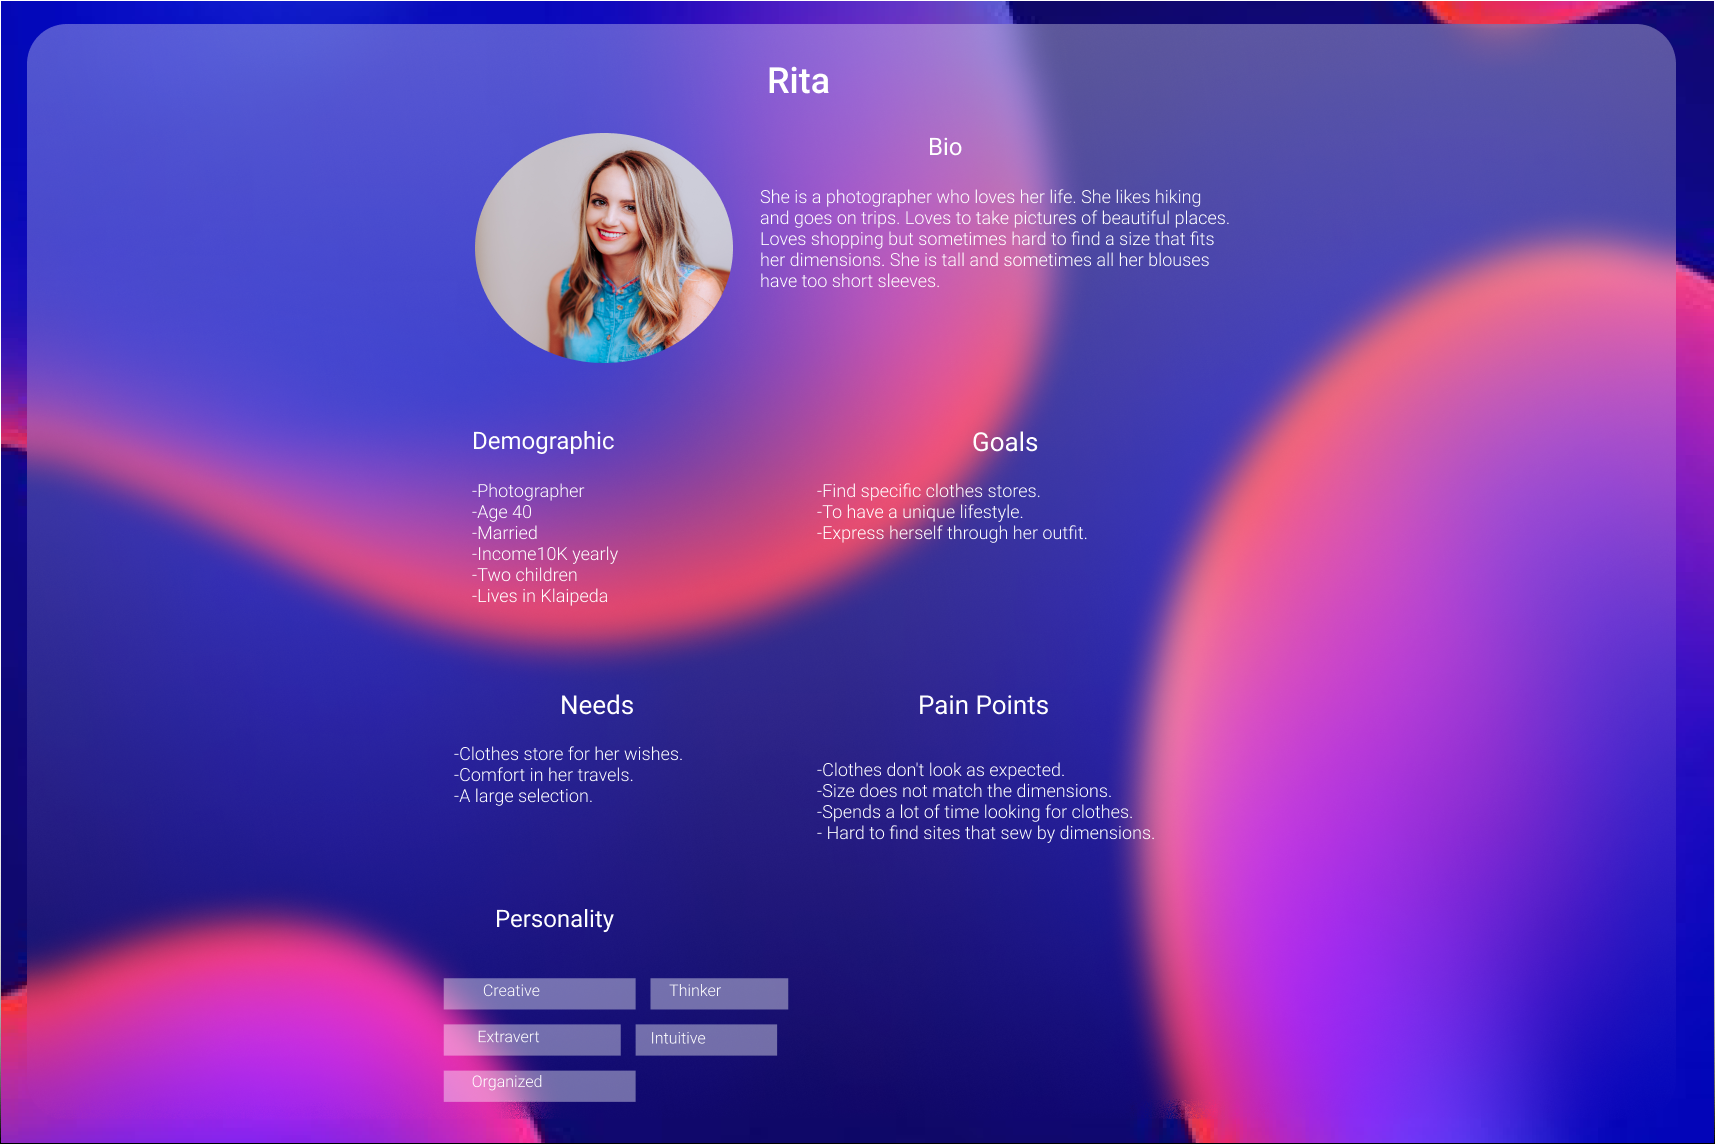 Rita
Bio
She is a photographer who loves her life. She likes hiking
and goes on trips. Loves to take pictures of beautiful places.
Loves shopping but sometimes hard to find a size that fits
her dimensions. She is tall and sometimes all her blouses
have too short sleeves.
Demographic
-Photographer
-Age 40
-Married
-Income10K yearly
-Two children
-Lives in Klaipeda
Goals
-Find specific clothes stores.
-To have a unique lifestyle.
-Express herself through her outfit.
Needs
-Clothes store for her wishes.
-Comfort in her travels.
-A large selection.
Pain Points
-Clothes don't look as expected.
-Size does not match the dimensions.
-Spends a lot of time looking for clothes.
- Hard to find sites that sew by dimensions.
Personality
Creative
Thinker
Extravert
Intuitive
Organized